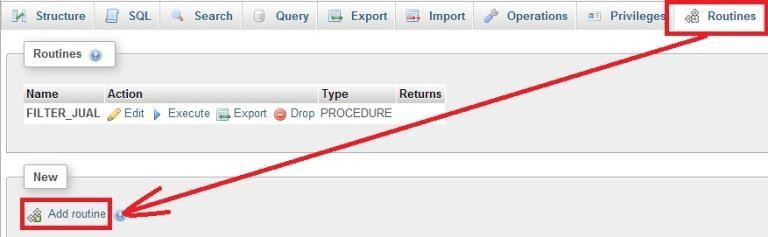 Structure SQL Search Query Export Import Operations Privileges Routines
Routines
Name Action Type Returns
FILTER_JUAL Edit Execute Export Drop PROCEDURE
New
Add routine